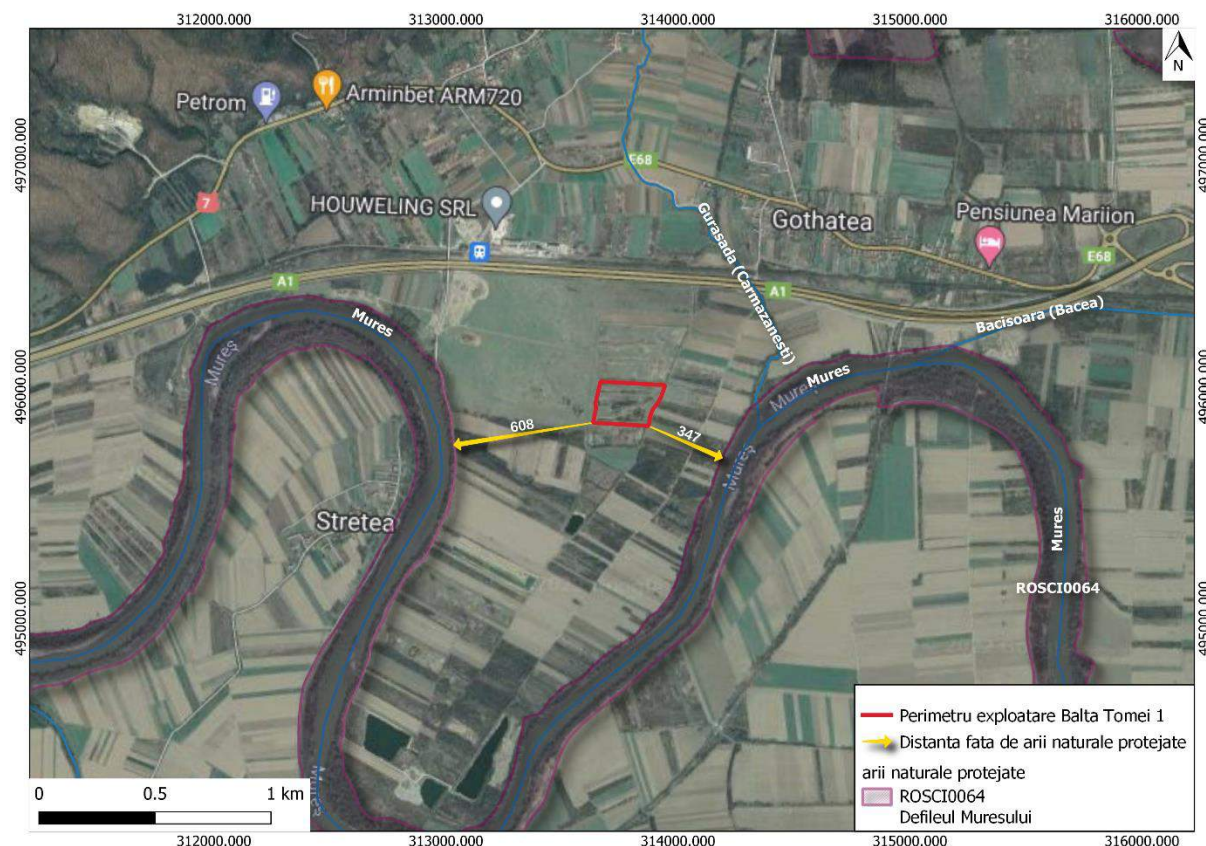 312000.000 313000.000 314000.000 315000.000 316000.000
N
Petrom
Arminbet ARM720
497000.000
497000.000
E68
7
HOUWELING SRL
Gurasada (Carmazanesti)
Gothatea
Pensiunea Mariion
E68
A1
A1
Bacisoara (Bacea)
Mures
Mureș
Mures
Mureș
496000.000
496000.000
608
347
Mureș
Stretea
Mures
ROSCI0064
495000.000
495000.000
Mureș
Perimetru exploatare Balta Tomei 1
Distanta fata de arii naturale protejate
arii naturale protejate
ROSCI0064
Defileul Muresului
0 0.5 1 km
312000.000 313000.000 314000.000 315000.000 316000.000